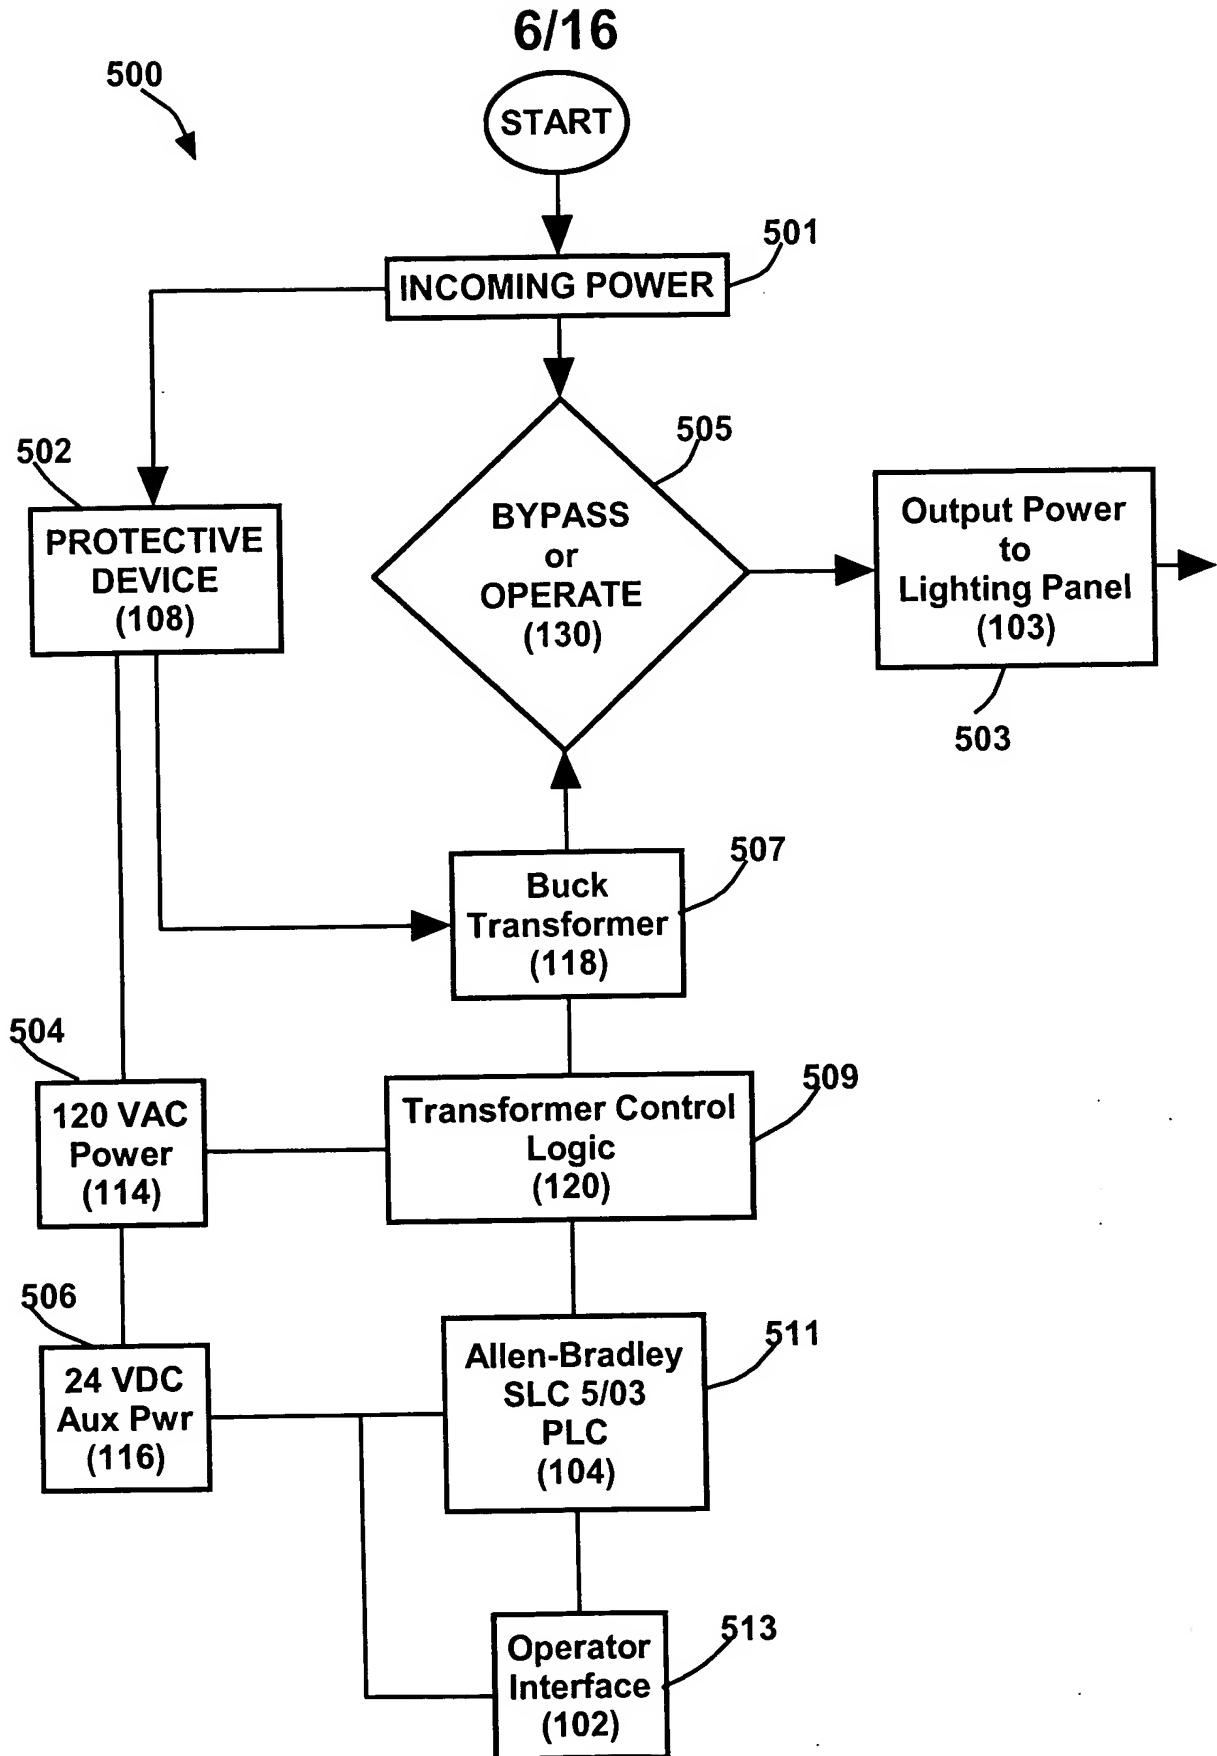 6/16
500
START
501
INCOMING POWER
502
505
PROTECTIVE
DEVICE
(108)
BYPASS
or
OPERATE
(130)
Output Power
to
Lighting Panel
(103)
503
507
Buck
Transformer
(118)
504
509
120 VAC
Power
(114)
Transformer Control
Logic
(120)
506
511
24 VDC
Aux Pwr
(116)
Allen-Bradley
SLC 5/03
PLC
(104)
513
Operator
Interface
(102)